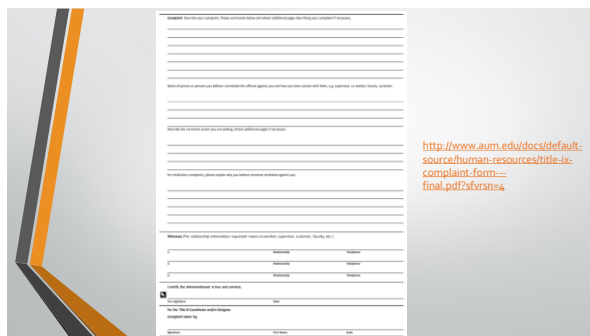 Complaint Describe your complaint. Please summarize below and attach additional pages describing your complaint if necessary.
Name of person or persons you believe committed the offense against you and how you have contact with them, e.g. supervisor, co-worker, faculty, customer.
Describe the corrective action you are seeking. Attach additional pages if necessary.
For retaliation complaints, please explain why you believe someone retaliated against you.
Witnesses (The relationship information requested means co-worker, supervisor, customer, faculty, etc.)
1. Relationship Telephone
2. Relationship Telephone
3. Relationship Telephone
I certify the aforementioned is true and correct.
Your Signature Date
For the Title IX Coordinator and/or Designee
Complaint taken by:
Signature Print Name Date
http://www.aum.edu/docs/default-
source/human-resources/title-ix-
complaint-form---
final.pdf?sfvrsn=4